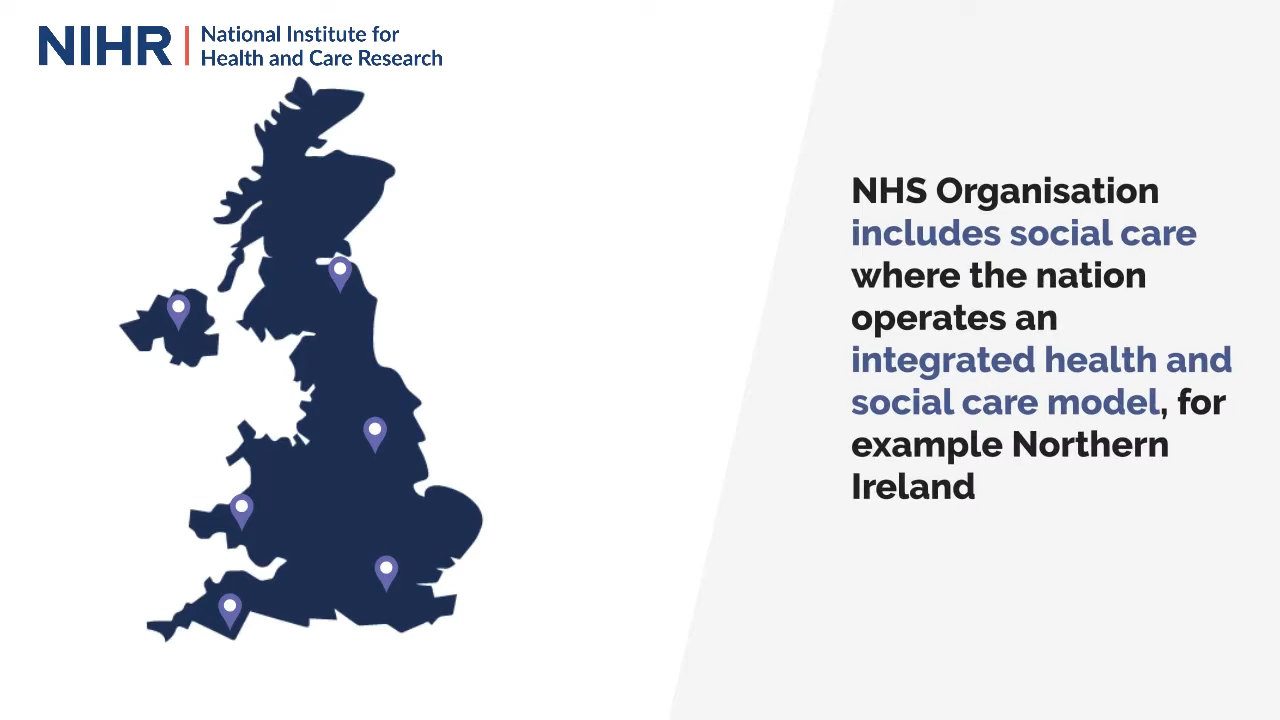 NIHR
National Institute for
Health and Care Research
NHS Organisation
includes social care
where the nation
operates an
integrated health and
social care model, for
example Northern
Ireland